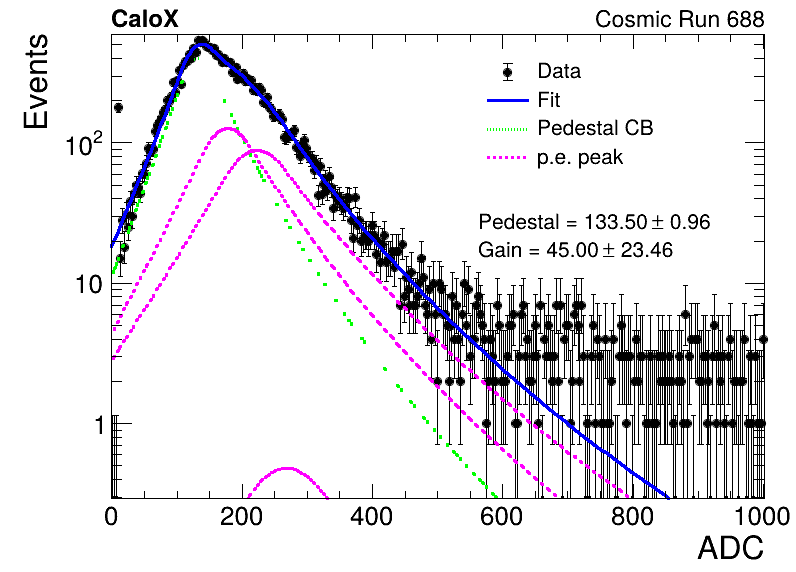 CaloX Cosmic Run 688
Events
Data
Fit
Pedestal CB
p.e. peak
Pedestal = 133.50 ± 0.96
Gain = 45.00 ± 23.46
10²
10
1
0 200 400 600 800 1000
ADC